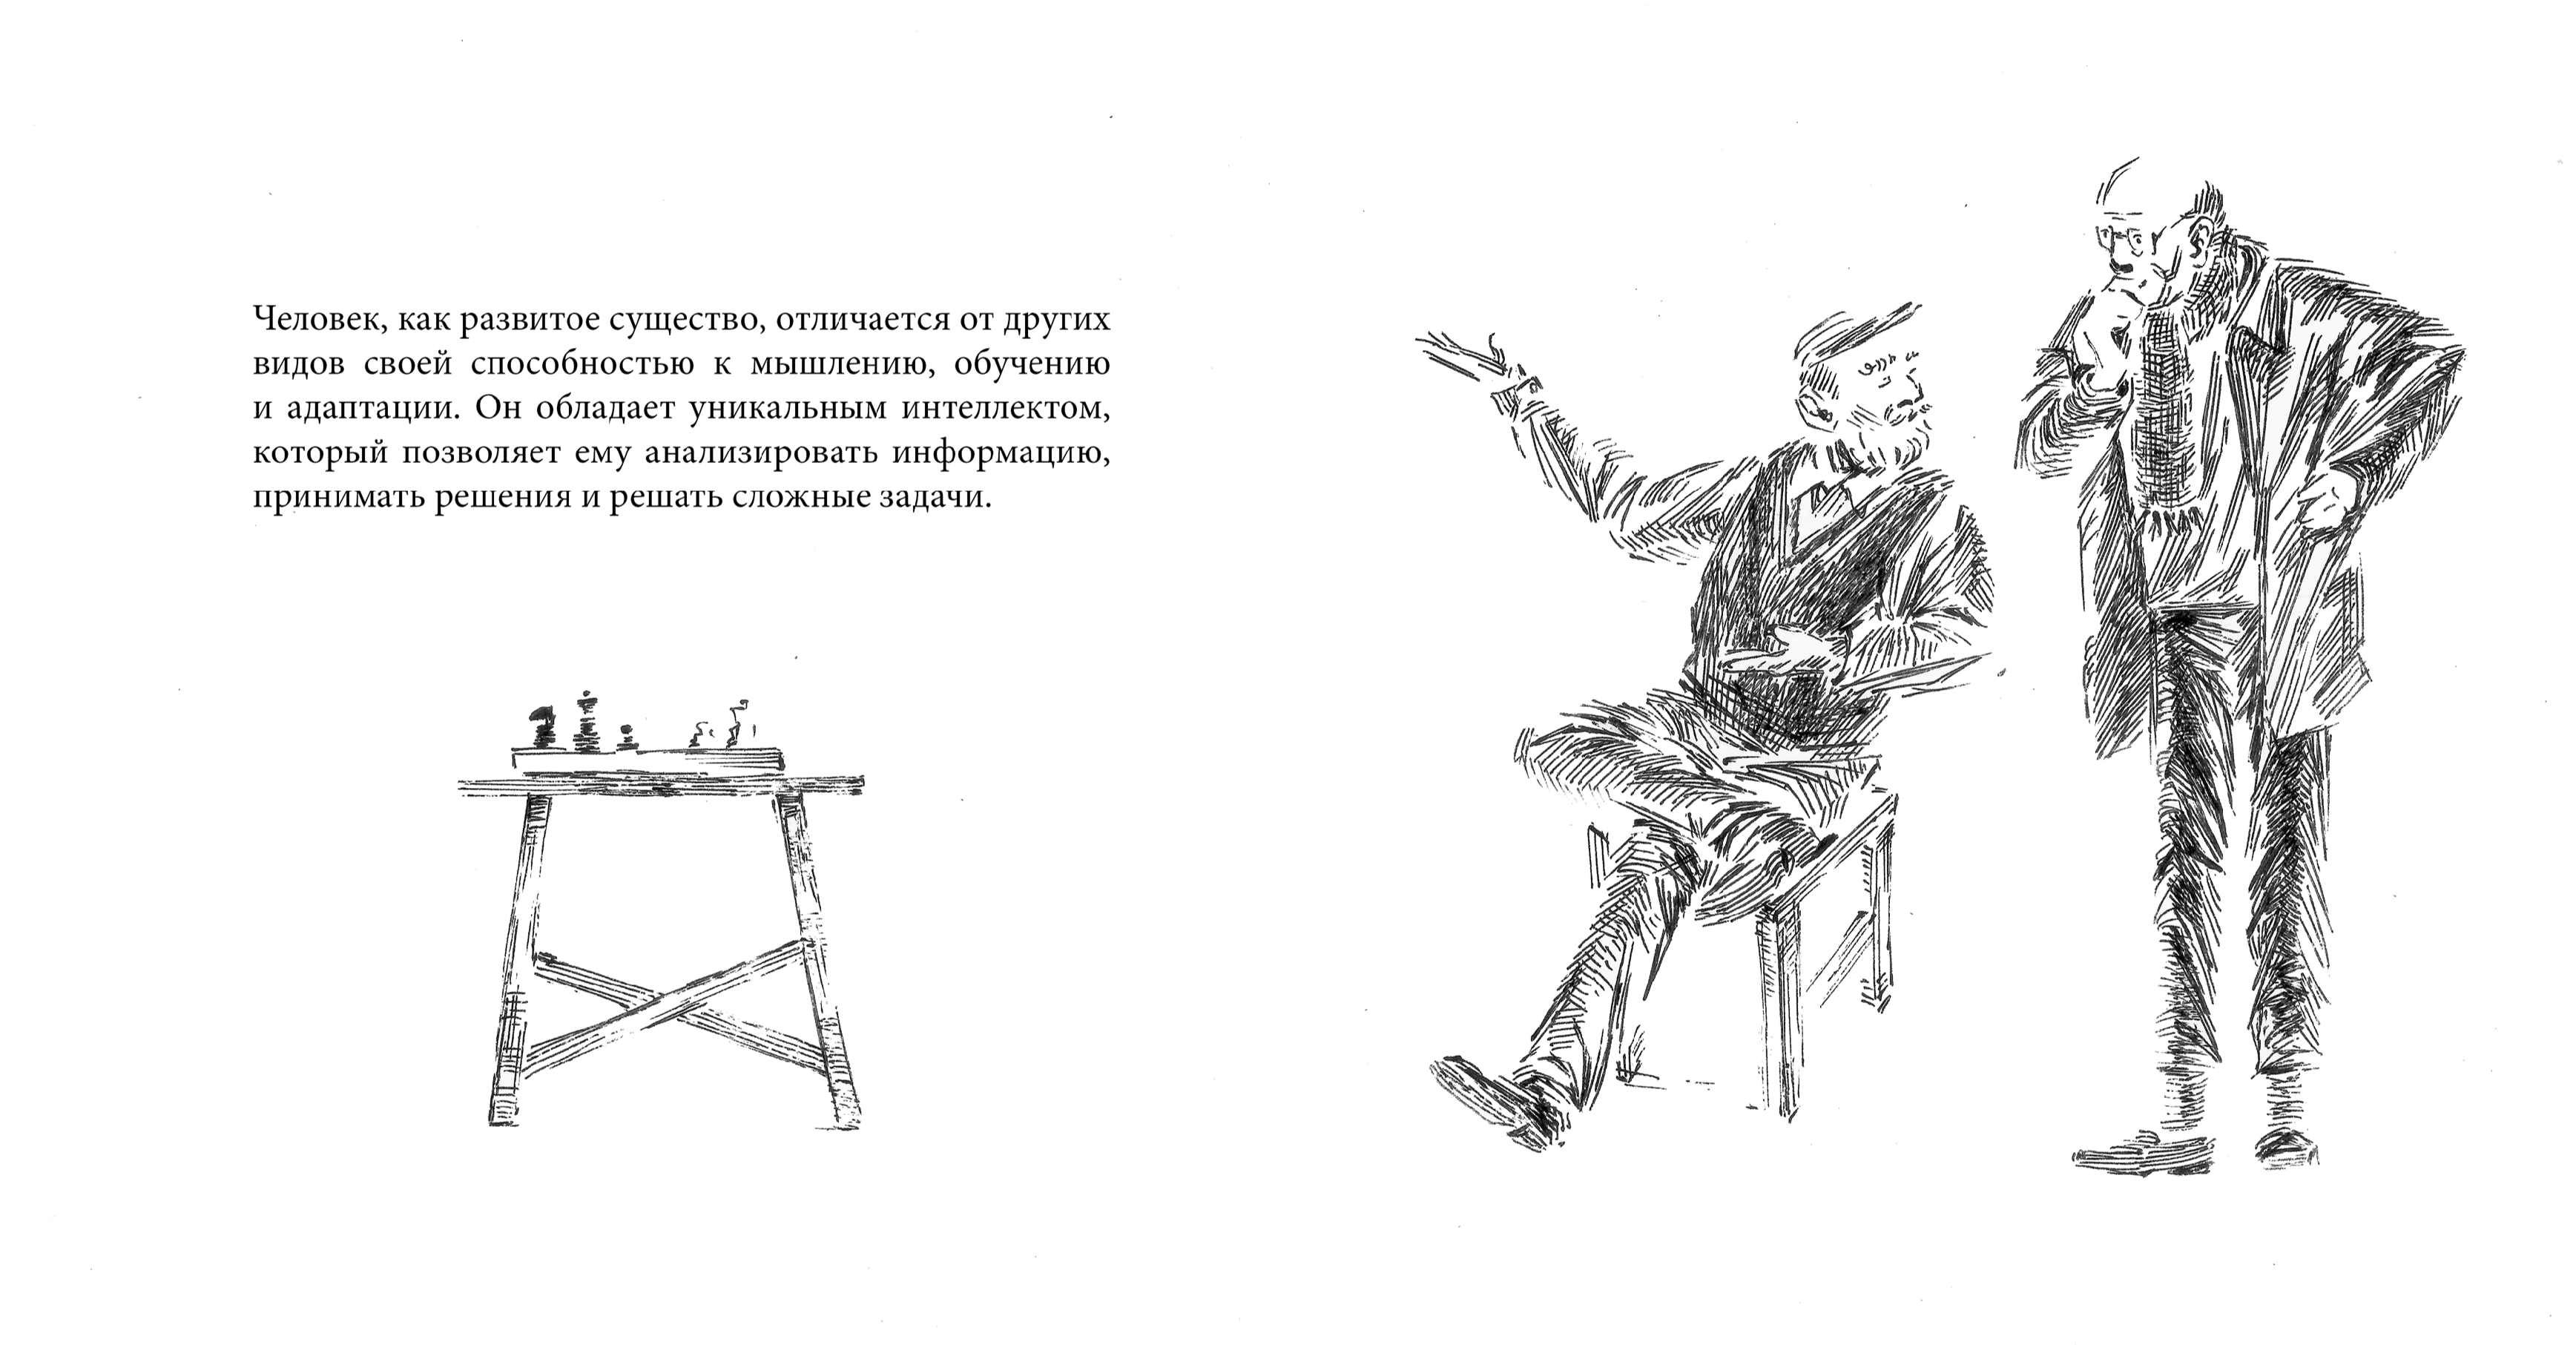 Человек, как развитое существо, отличается от других
видов своей способностью к мышлению, обучению
и адаптации. Он обладает уникальным интеллектом,
который позволяет ему анализировать информацию,
принимать решения и решать сложные задачи.